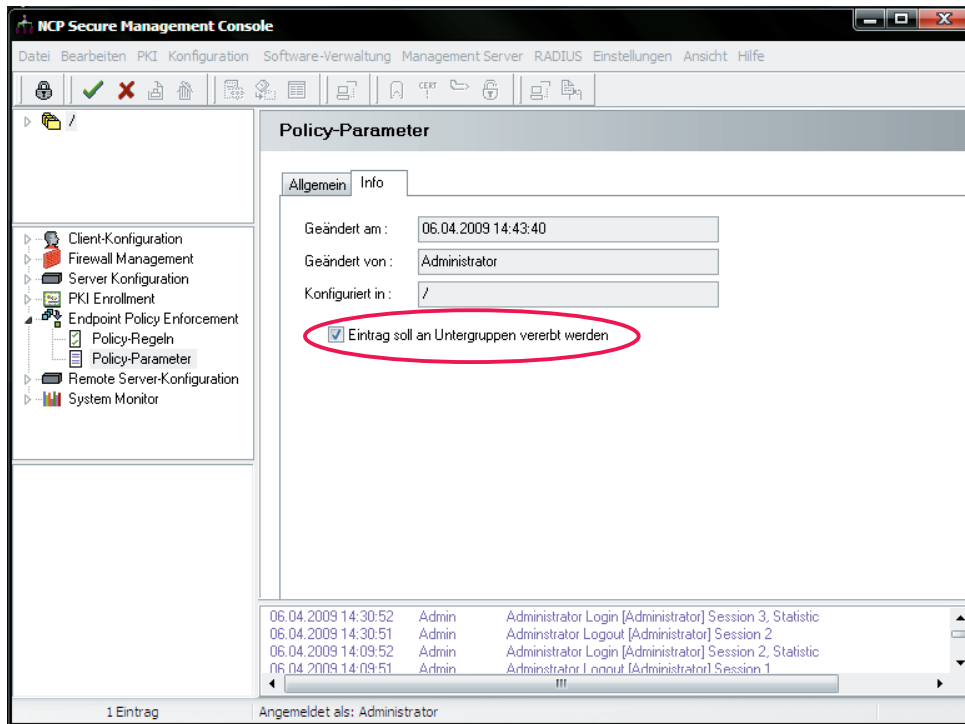 NCP Secure Management Console
Datei Bearbeiten PKI Konfiguration Software-Verwaltung Management Server RADIUS Einstellungen Ansicht Hilfe
CERT
/
Policy-Parameter
Allgemein Info
Geändert am : 06.04.2009 14:43:40
Geändert von : Administrator
Konfiguriert in : /
Eintrag soll an Untergruppen vererbt werden
Client-Konfiguration
Firewall Management
Server Konfiguration
PKI Enrollment
Endpoint Policy Enforcement
Policy-Regeln
Policy-Parameter
Remote Server-Konfiguration
System Monitor
06.04.2009 14:30:52 Admin Administrator Login [Administrator] Session 3, Statistic
06.04.2009 14:30:51 Admin Adminstrator Logout [Administrator] Session 2
06.04.2009 14:09:52 Admin Administrator Login [Administrator] Session 2, Statistic
06.04.2009 14:09:51 Admin Adminstrator Logout [Administrator] Session 1
1 Eintrag
Angemeldet als: Administrator